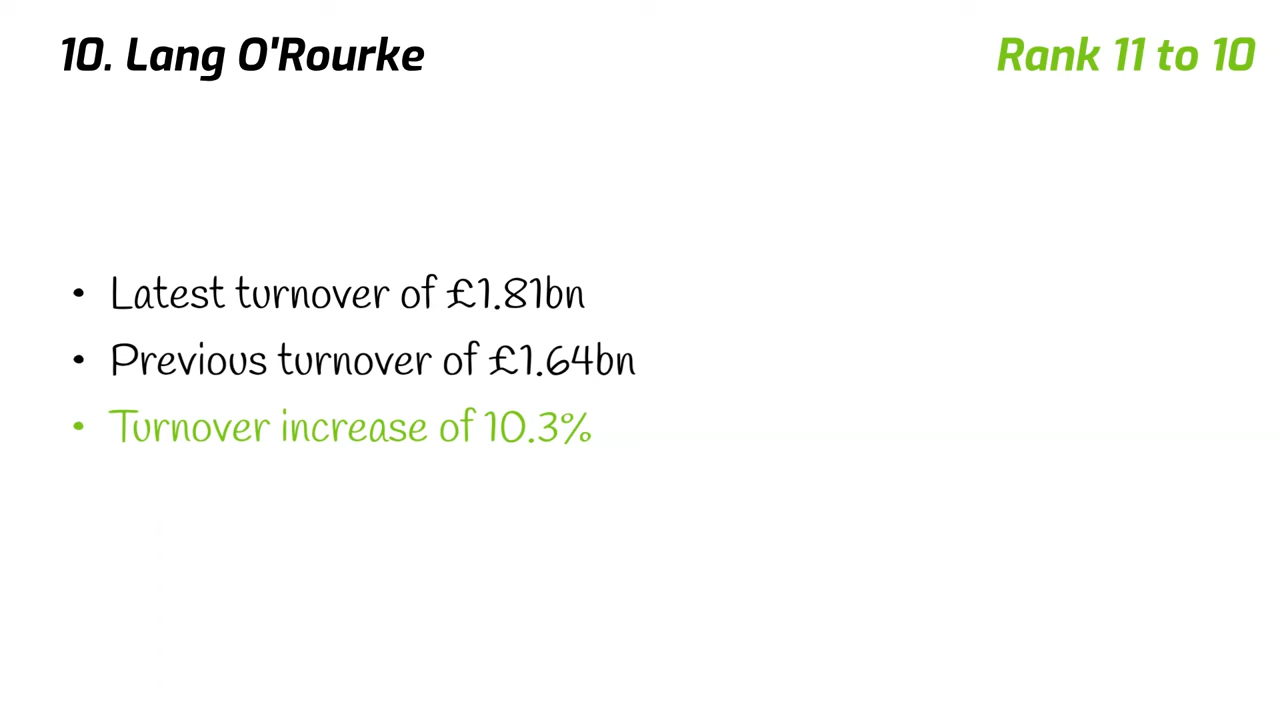 10. Lang O'Rourke
Rank 11 to 10
• Latest turnover of £1.81bn
• Previous turnover of £1.64bn
• Turnover increase of 10.3%